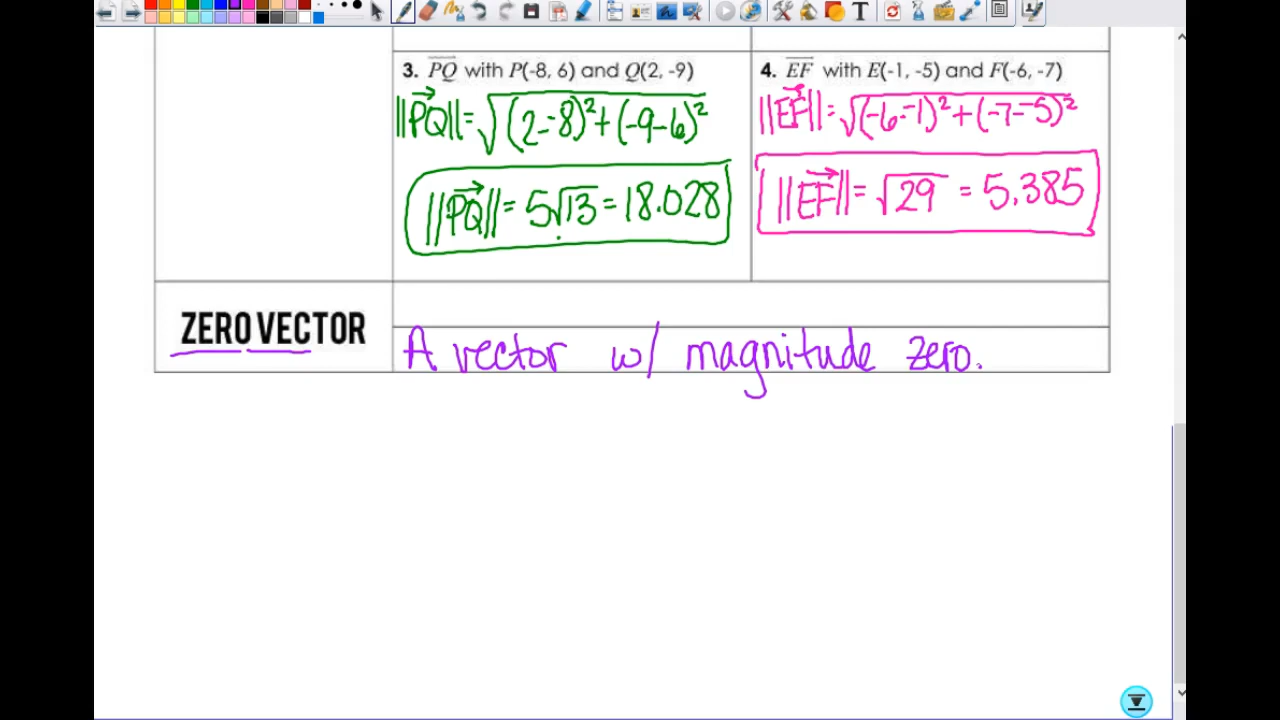 3. PQ with P(-8, 6) and Q(2, -9)
||PQ|| = √(2--8)²+(-9-6)²
||PQ|| = 5√13 = 18.028
4. EF with E(-1, -5) and F(-6, -7)
||EF|| = √(-6--1)²+(-7--5)²
||EF|| = √29 = 5.385
ZERO VECTOR
A vector w/ magnitude zero.